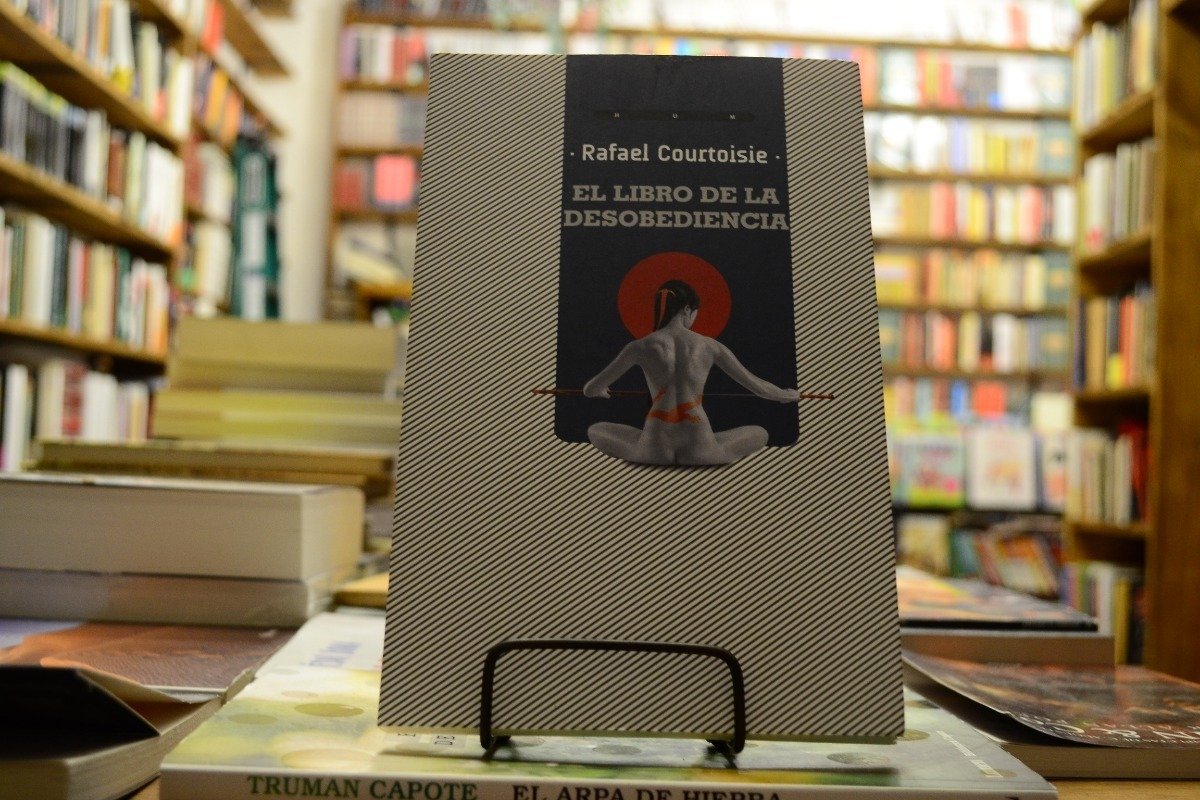 H U M
· Rafael Courtoisie ·
EL LIBRO DE LA
DESOBEDIENCIA
TRUMAN CAPOTE EL ARPA DE HIERBA